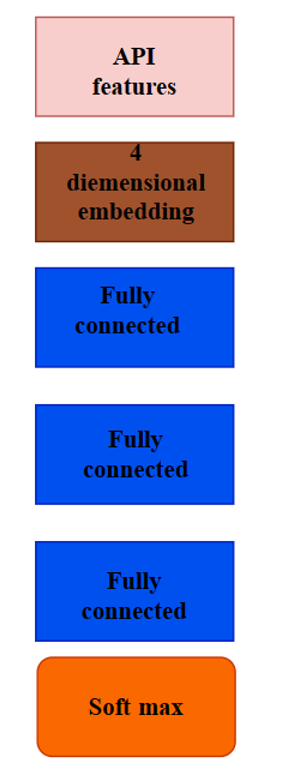 API
features
4
diemensional
embedding
Fully
connected
Fully
connected
Fully
connected
Soft max